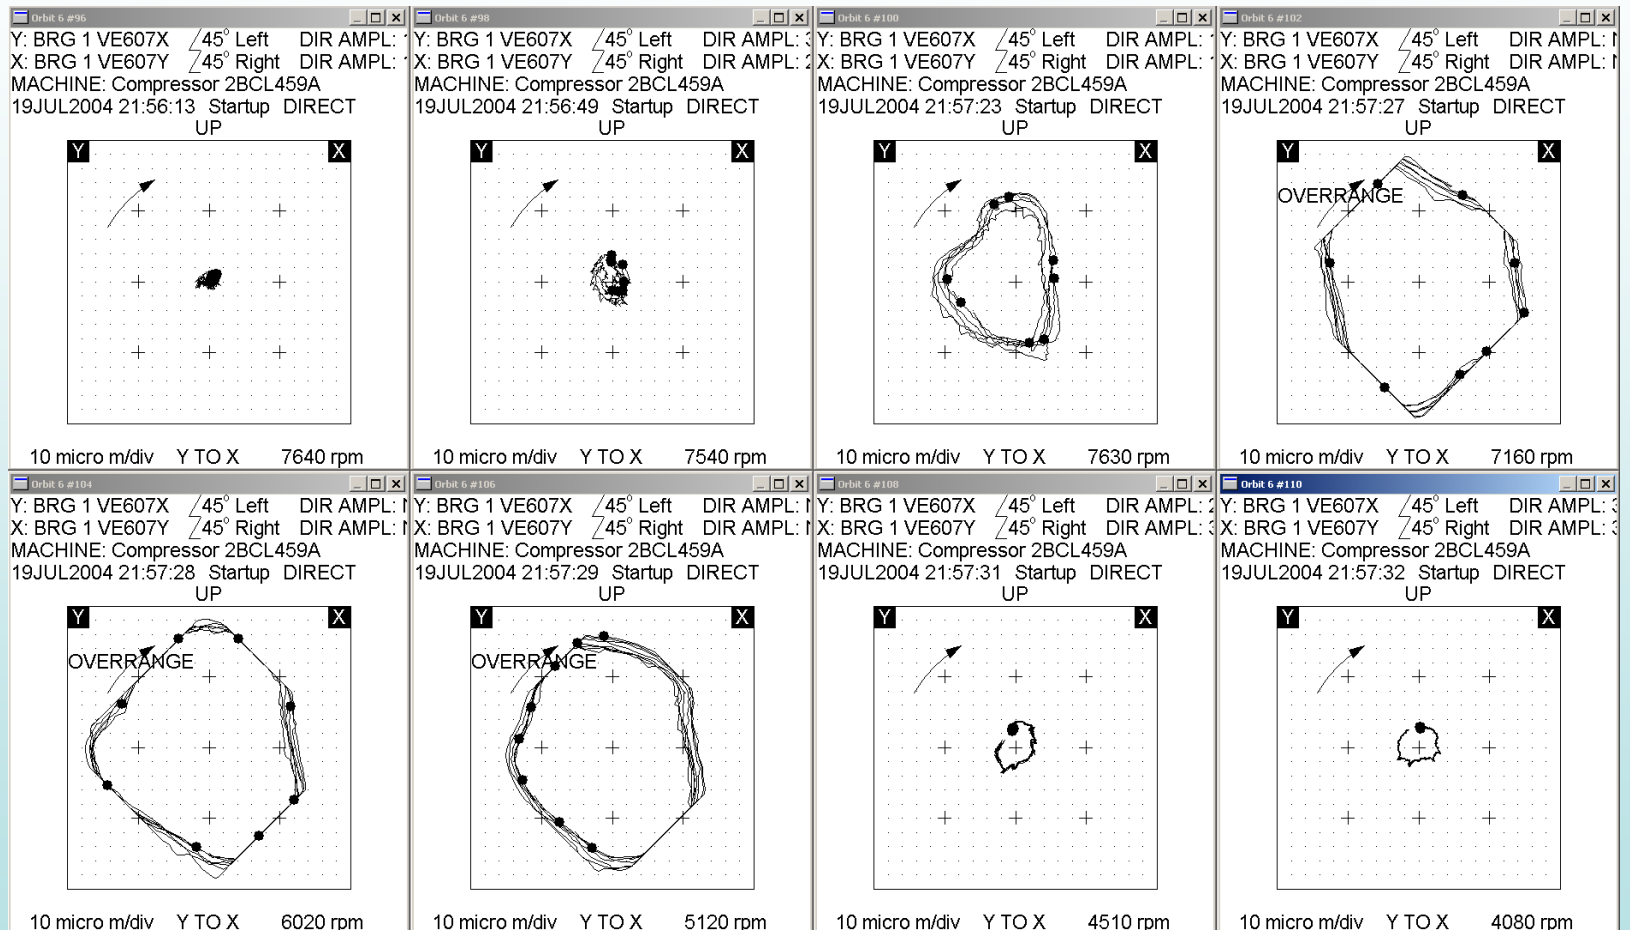 Orbit 6 #96
Y: BRG 1 VE607X ∠45° Left DIR AMPL:
X: BRG 1 VE607Y ∠45° Right DIR AMPL:
MACHINE: Compressor 2BCL459A
19JUL2004 21:56:13 Startup DIRECT
UP
Y X
10 micro m/div Y TO X 7640 rpm
Orbit 6 #98
Y: BRG 1 VE607X ∠45° Left DIR AMPL:
X: BRG 1 VE607Y ∠45° Right DIR AMPL:
MACHINE: Compressor 2BCL459A
19JUL2004 21:56:49 Startup DIRECT
UP
Y X
10 micro m/div Y TO X 7540 rpm
Orbit 6 #100
Y: BRG 1 VE607X ∠45° Left DIR AMPL:
X: BRG 1 VE607Y ∠45° Right DIR AMPL:
MACHINE: Compressor 2BCL459A
19JUL2004 21:57:23 Startup DIRECT
UP
Y X
10 micro m/div Y TO X 7630 rpm
Orbit 6 #102
Y: BRG 1 VE607X ∠45° Left DIR AMPL:
X: BRG 1 VE607Y ∠45° Right DIR AMPL:
MACHINE: Compressor 2BCL459A
19JUL2004 21:57:27 Startup DIRECT
UP
Y X
OVERRANGE
10 micro m/div Y TO X 7160 rpm
Orbit 6 #104
Y: BRG 1 VE607X ∠45° Left DIR AMPL:
X: BRG 1 VE607Y ∠45° Right DIR AMPL:
MACHINE: Compressor 2BCL459A
19JUL2004 21:57:28 Startup DIRECT
UP
Y X
OVERRANGE
10 micro m/div Y TO X 6020 rpm
Orbit 6 #106
Y: BRG 1 VE607X ∠45° Left DIR AMPL:
X: BRG 1 VE607Y ∠45° Right DIR AMPL:
MACHINE: Compressor 2BCL459A
19JUL2004 21:57:29 Startup DIRECT
UP
Y X
OVERRANGE
10 micro m/div Y TO X 5120 rpm
Orbit 6 #108
Y: BRG 1 VE607X ∠45° Left DIR AMPL:
X: BRG 1 VE607Y ∠45° Right DIR AMPL:
MACHINE: Compressor 2BCL459A
19JUL2004 21:57:31 Startup DIRECT
UP
Y X
10 micro m/div Y TO X 4510 rpm
Orbit 6 #110
Y: BRG 1 VE607X ∠45° Left DIR AMPL:
X: BRG 1 VE607Y ∠45° Right DIR AMPL:
MACHINE: Compressor 2BCL459A
19JUL2004 21:57:32 Startup DIRECT
UP
Y X
10 micro m/div Y TO X 4080 rpm